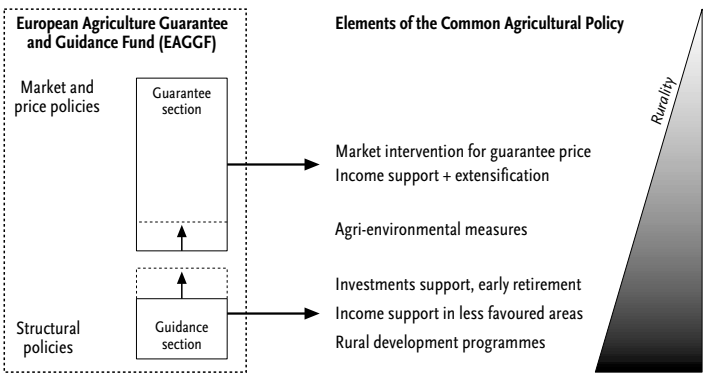 European Agriculture Guarantee
and Guidance Fund (EAGGF)
Elements of the Common Agricultural Policy
Market and
price policies
Guarantee
section
Rurality
Market intervention for guarantee price
Income support + extensification
Agri-environmental measures
Investments support, early retirement
Income support in less favoured areas
Structural
policies
Guidance
section
Rural development programmes